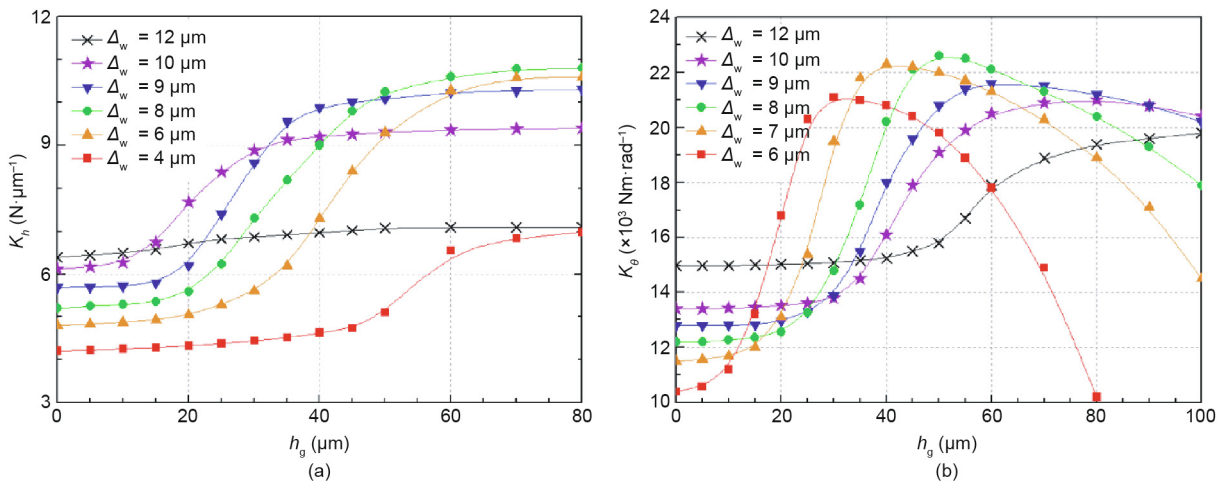 12
9
6
3
K_h (N·μm⁻¹)
Δ_w = 12 μm
Δ_w = 10 μm
Δ_w = 9 μm
Δ_w = 8 μm
Δ_w = 6 μm
Δ_w = 4 μm
0 20 40 60 80
h_g (μm)
(a)
24
22
20
18
16
14
12
10
K_θ (×10³ Nm·rad⁻¹)
Δ_w = 12 μm
Δ_w = 10 μm
Δ_w = 9 μm
Δ_w = 8 μm
Δ_w = 7 μm
Δ_w = 6 μm
0 20 40 60 80 100
h_g (μm)
(b)